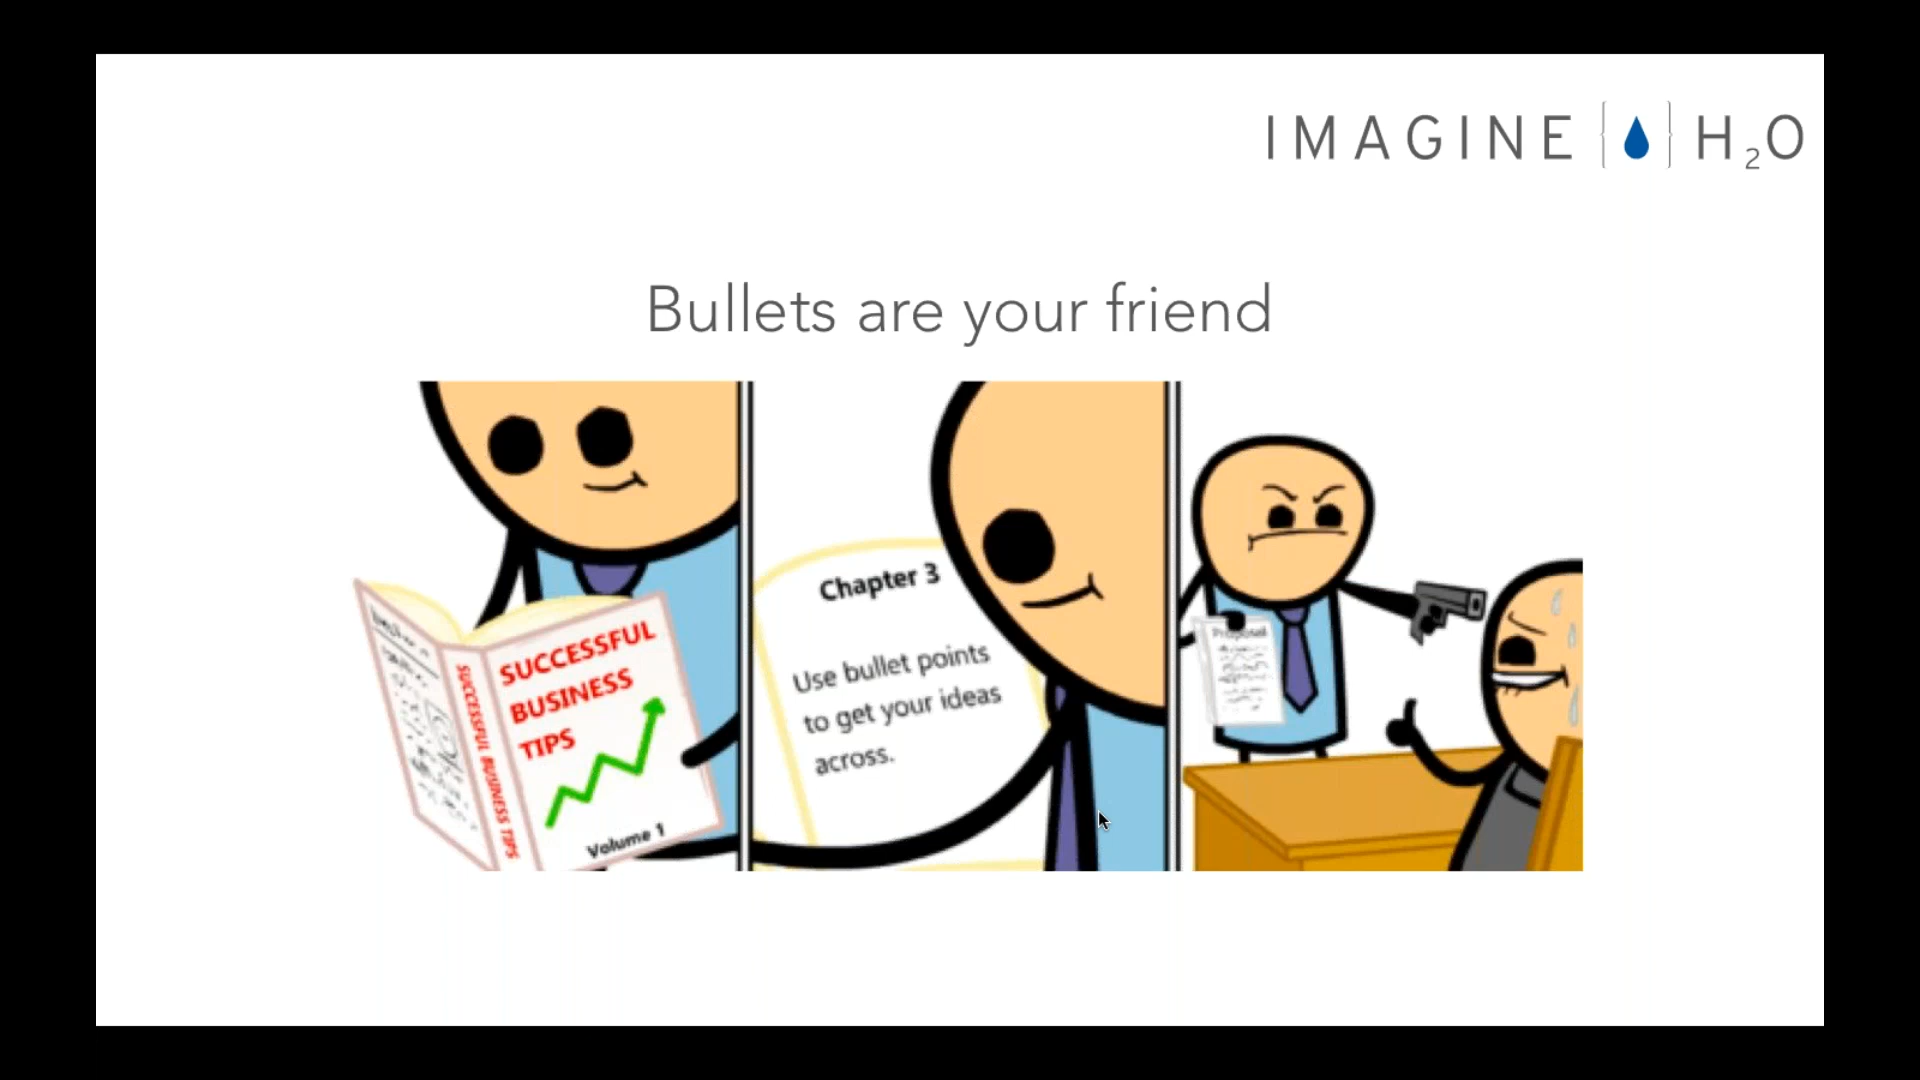 IMAGINE H2O
Bullets are your friend
SUCCESSFUL
BUSINESS
TIPS
Volume 1
SUCCESSFUL BUSINESS TIPS
Chapter 3
Use bullet points
to get your ideas
across.
Proposal